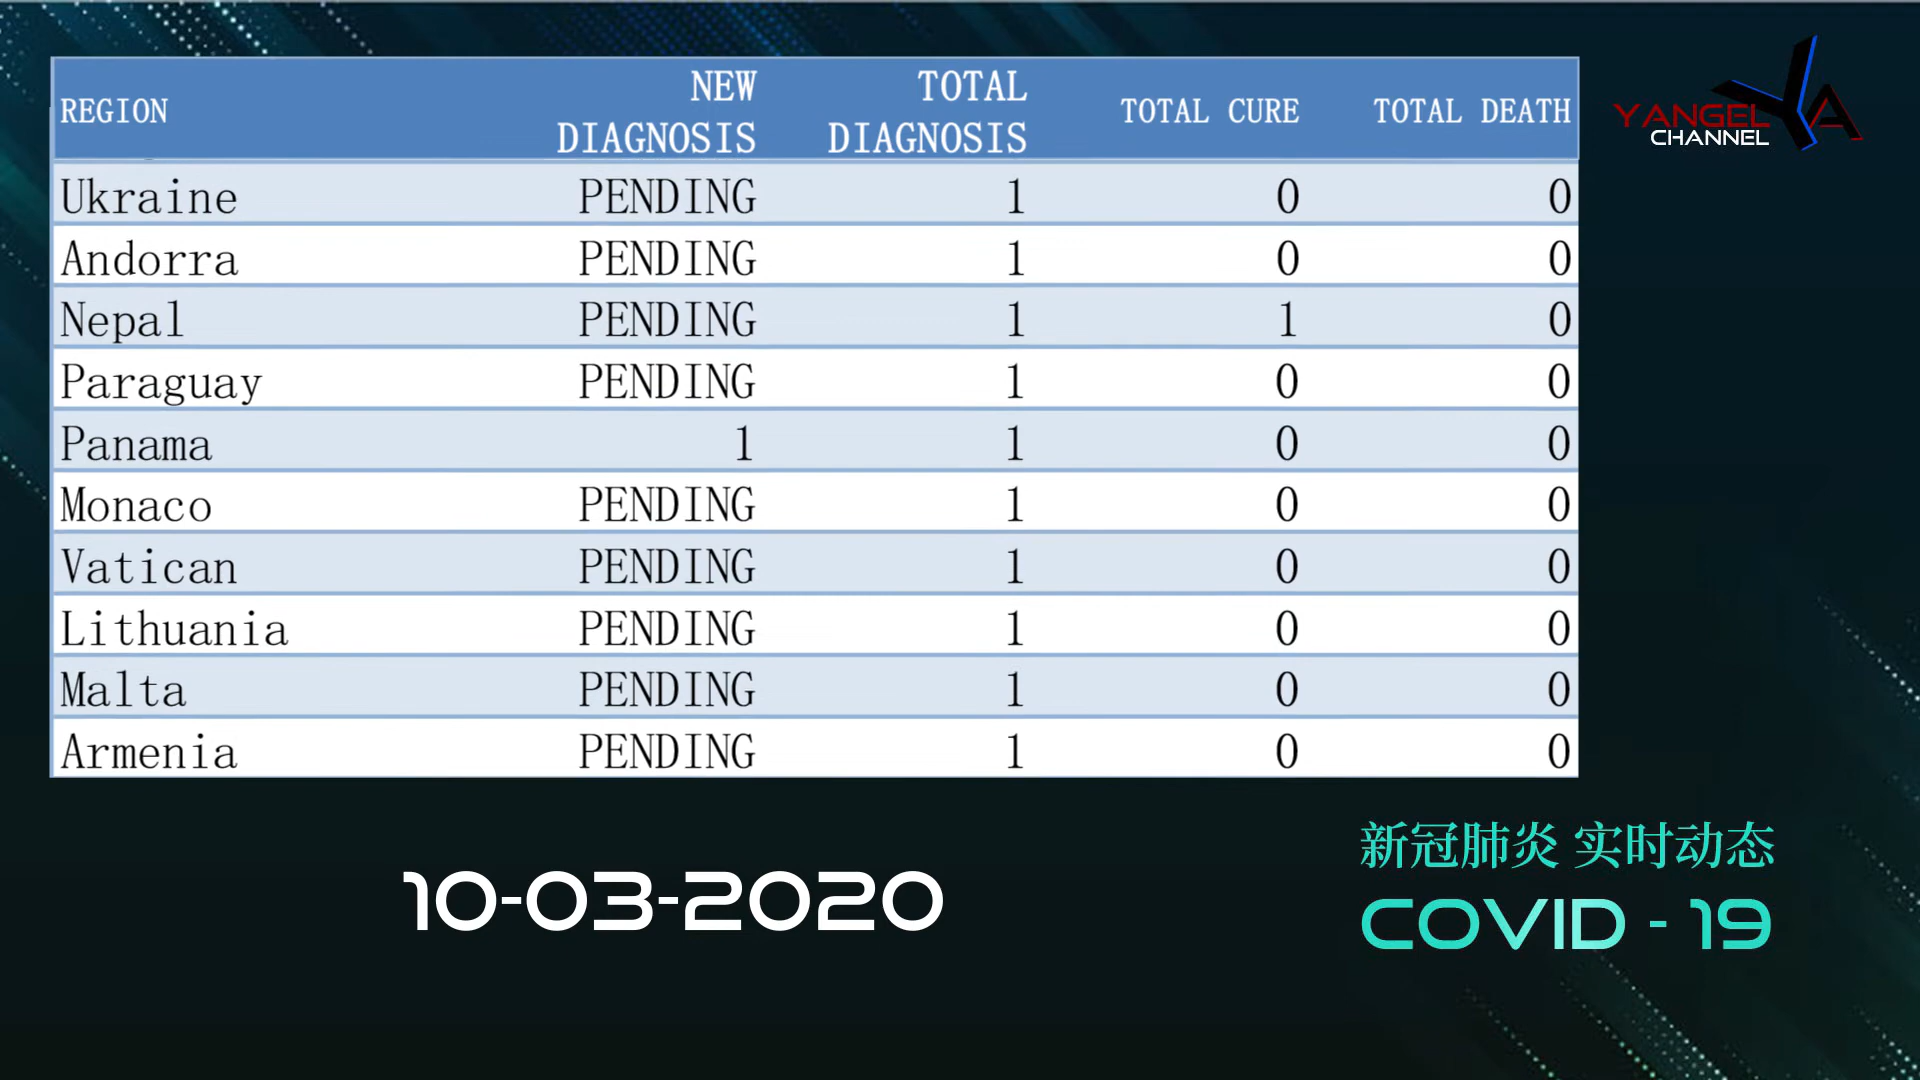 REGION NEW DIAGNOSIS TOTAL DIAGNOSIS TOTAL CURE TOTAL DEATH
Ukraine PENDING 1 0 0
Andorra PENDING 1 0 0
Nepal PENDING 1 1 0
Paraguay PENDING 1 0 0
Panama 1 1 0 0
Monaco PENDING 1 0 0
Vatican PENDING 1 0 0
Lithuania PENDING 1 0 0
Malta PENDING 1 0 0
Armenia PENDING 1 0 0
YANGEL YA
CHANNEL
10-03-2020
新冠肺炎 实时动态
COVID - 19